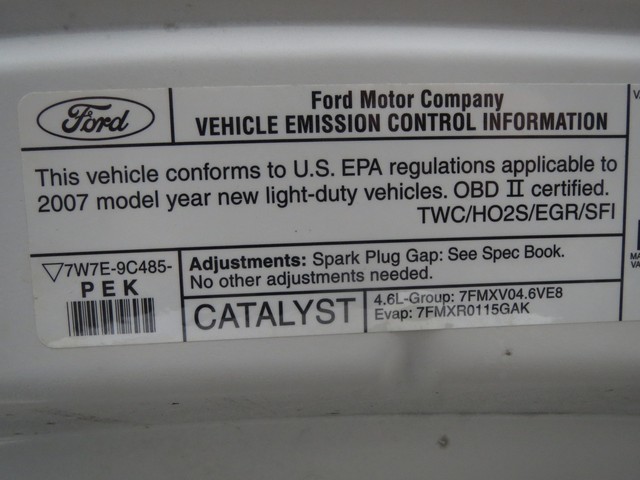 Ford
Ford Motor Company
VEHICLE EMISSION CONTROL INFORMATION
This vehicle conforms to U.S. EPA regulations applicable to
2007 model year new light-duty vehicles. OBD II certified.
TWC/HO2S/EGR/SFI
▽7W7E-9C485-
PEK
Adjustments: Spark Plug Gap: See Spec Book.
No other adjustments needed.
CATALYST
4.6L-Group: 7FMXV04.6VE8
Evap: 7FMXR0115GAK